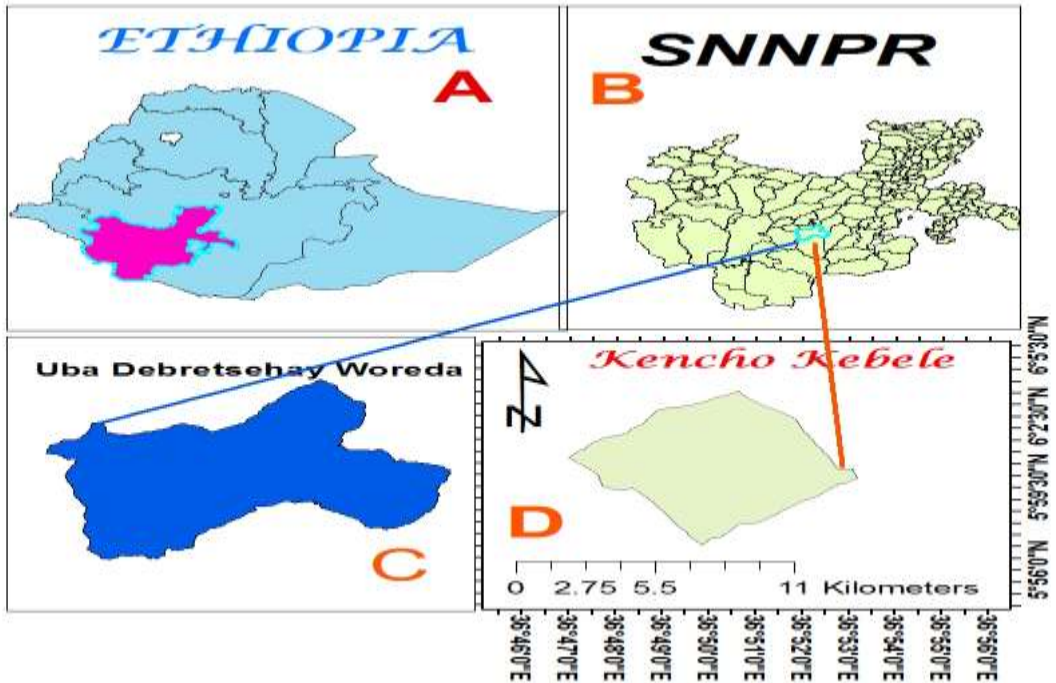 ETHIOPIA
A
SNNPR
B
Uba Debretsehay Woreda
C
Kencho Kebele
N
D
0 2.75 5.5 11 Kilometers
6°5'30"N
6°2'30"N
5°59'30"N
5°56'0"N
36°46'0"E
36°47'0"E
36°48'0"E
36°49'0"E
36°50'0"E
36°51'0"E
36°52'0"E
36°53'0"E
36°54'0"E
36°55'0"E
36°56'0"E